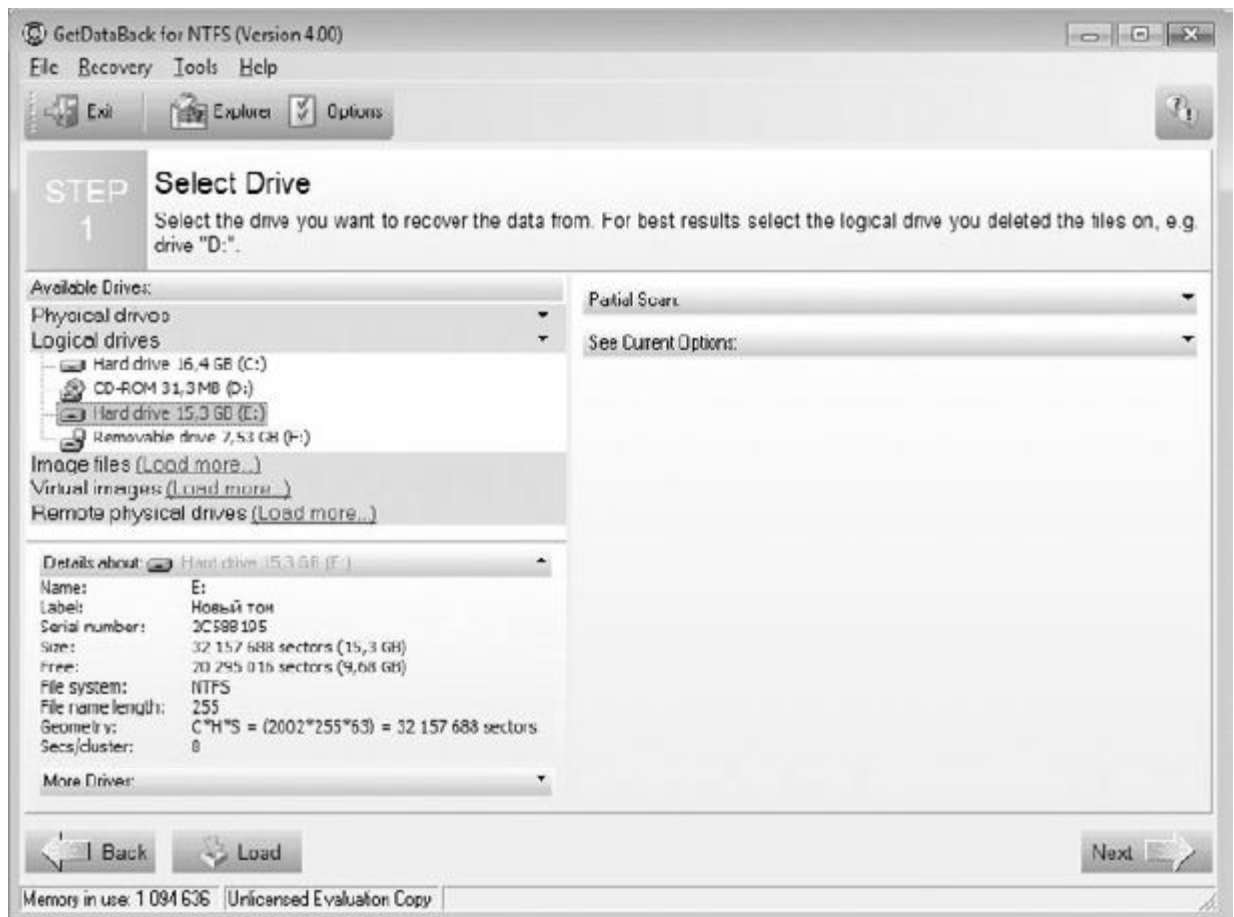 GetDataBack for NTFS (Version 4.00)
File Recovery Tools Help
Exit Explorer Options
STEP 1
Select Drive
Select the drive you want to recover the data from. For best results select the logical drive you deleted the files on, e.g.
drive "D:".
Available Drives:
Physical drives
Logical drives
Hard drive 16,4 GB (C:)
CD-ROM 31,3 MB (D:)
Hard drive 15,3 GB (E:)
Removable drive 7,53 GB (F:)
Image files (Load more...)
Virtual images (Load more...)
Remote physical drives (Load more...)
Details about: Hard drive 15,3 GB (E:)
Name: E:
Label: Новый том
Serial number:
Size: 32 157 688 sectors (15,3 GB)
Free: 20 295 016 sectors (9,68 GB)
File system: NTFS
File name length: 255
Geometry: C*H*S = (2002*255*63) = 32 157 688 sectors
Secs/cluster: 8
More Drives:
Partial Scan:
See Current Options:
Back Load Next
Memory in use: 1 094 636 Unlicensed Evaluation Copy